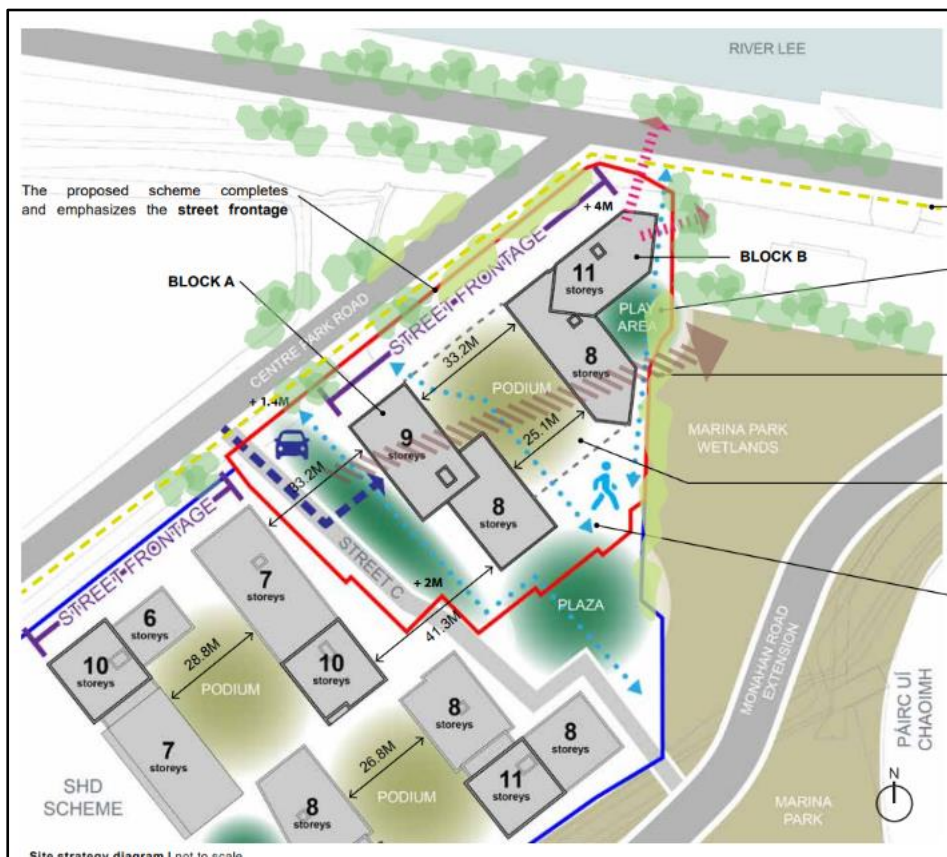 RIVER LEE
The proposed scheme completes
and emphasizes the street frontage
+ 4M
BLOCK A
BLOCK B
11
storeys
PLAY
AREA
STREET FRONTAGE
CENTRE PARK ROAD
33.2M
8
storeys
PODIUM
+ 1.4M
25.1M
MARINA PARK
WETLANDS
9
storeys
33.2M
8
storeys
STREET FRONTAGE
STREET C
+ 2M
PLAZA
41.3M
7
storeys
6
storeys
10
storeys
28.8M
PODIUM
10
storeys
MONAHAN ROAD
EXTENSION
PÁIRC UÍ
CHAOIMH
7
storeys
8
storeys
8
storeys
26.8M
SHD
SCHEME
8
storeys
PODIUM
11
storeys
N
MARINA
PARK
Site strategy diagram | not to scale